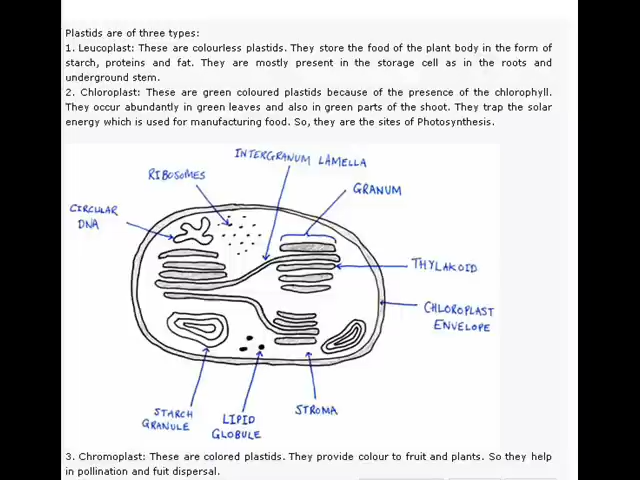 Plastids are of three types:
1. Leucoplast: These are colourless plastids. They store the food of the plant body in the form of
starch, proteins and fat. They are mostly present in the storage cell as in the roots and
underground stem.
2. Chloroplast: These are green coloured plastids because of the presence of the chlorophyll.
They occur abundantly in green leaves and also in green parts of the shoot. They trap the solar
energy which is used for manufacturing food. So, they are the sites of Photosynthesis.
INTERGRANUM LAMELLA
RIBOSOMES
GRANUM
CIRCULAR
DNA
THYLAKOID
CHLOROPLAST
ENVELOPE
STARCH
GRANULE
LIPID
GLOBULE
STROMA
3. Chromoplast: These are colored plastids. They provide colour to fruit and plants. So they help
in pollination and fuit dispersal.